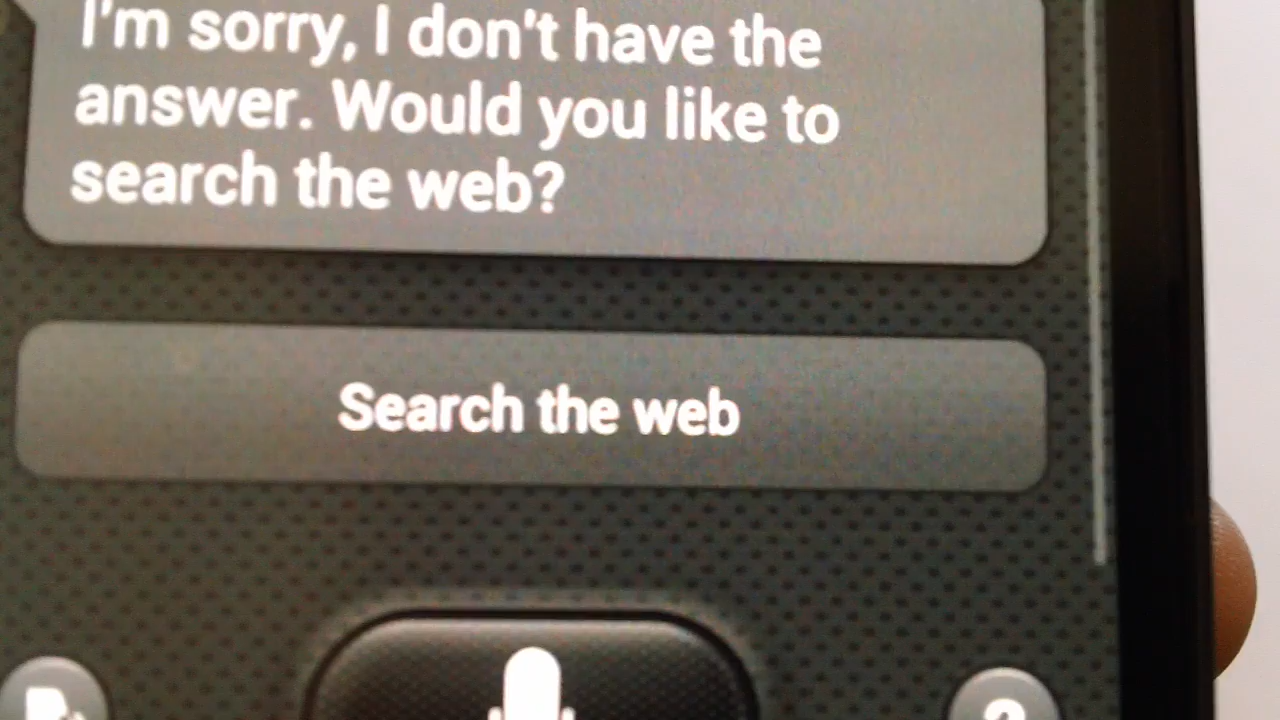 I'm sorry, I don't have the
answer. Would you like to
search the web?
Search the web
?